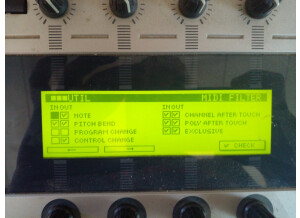 UTIL MIDI FILTER
IN OUT IN OUT
NOTE CHANNEL AFTER TOUCH
PITCH BEND POLY AFTER TOUCH
PROGRAM CHANGE EXCLUSIVE
CONTROL CHANGE
CHECK